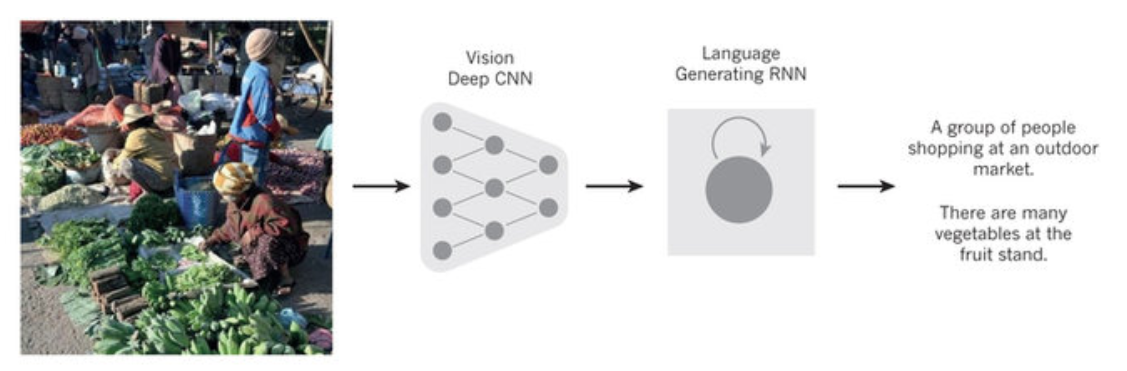 Vision
Deep CNN
Language
Generating RNN
A group of people
shopping at an outdoor
market.
There are many
vegetables at the
fruit stand.